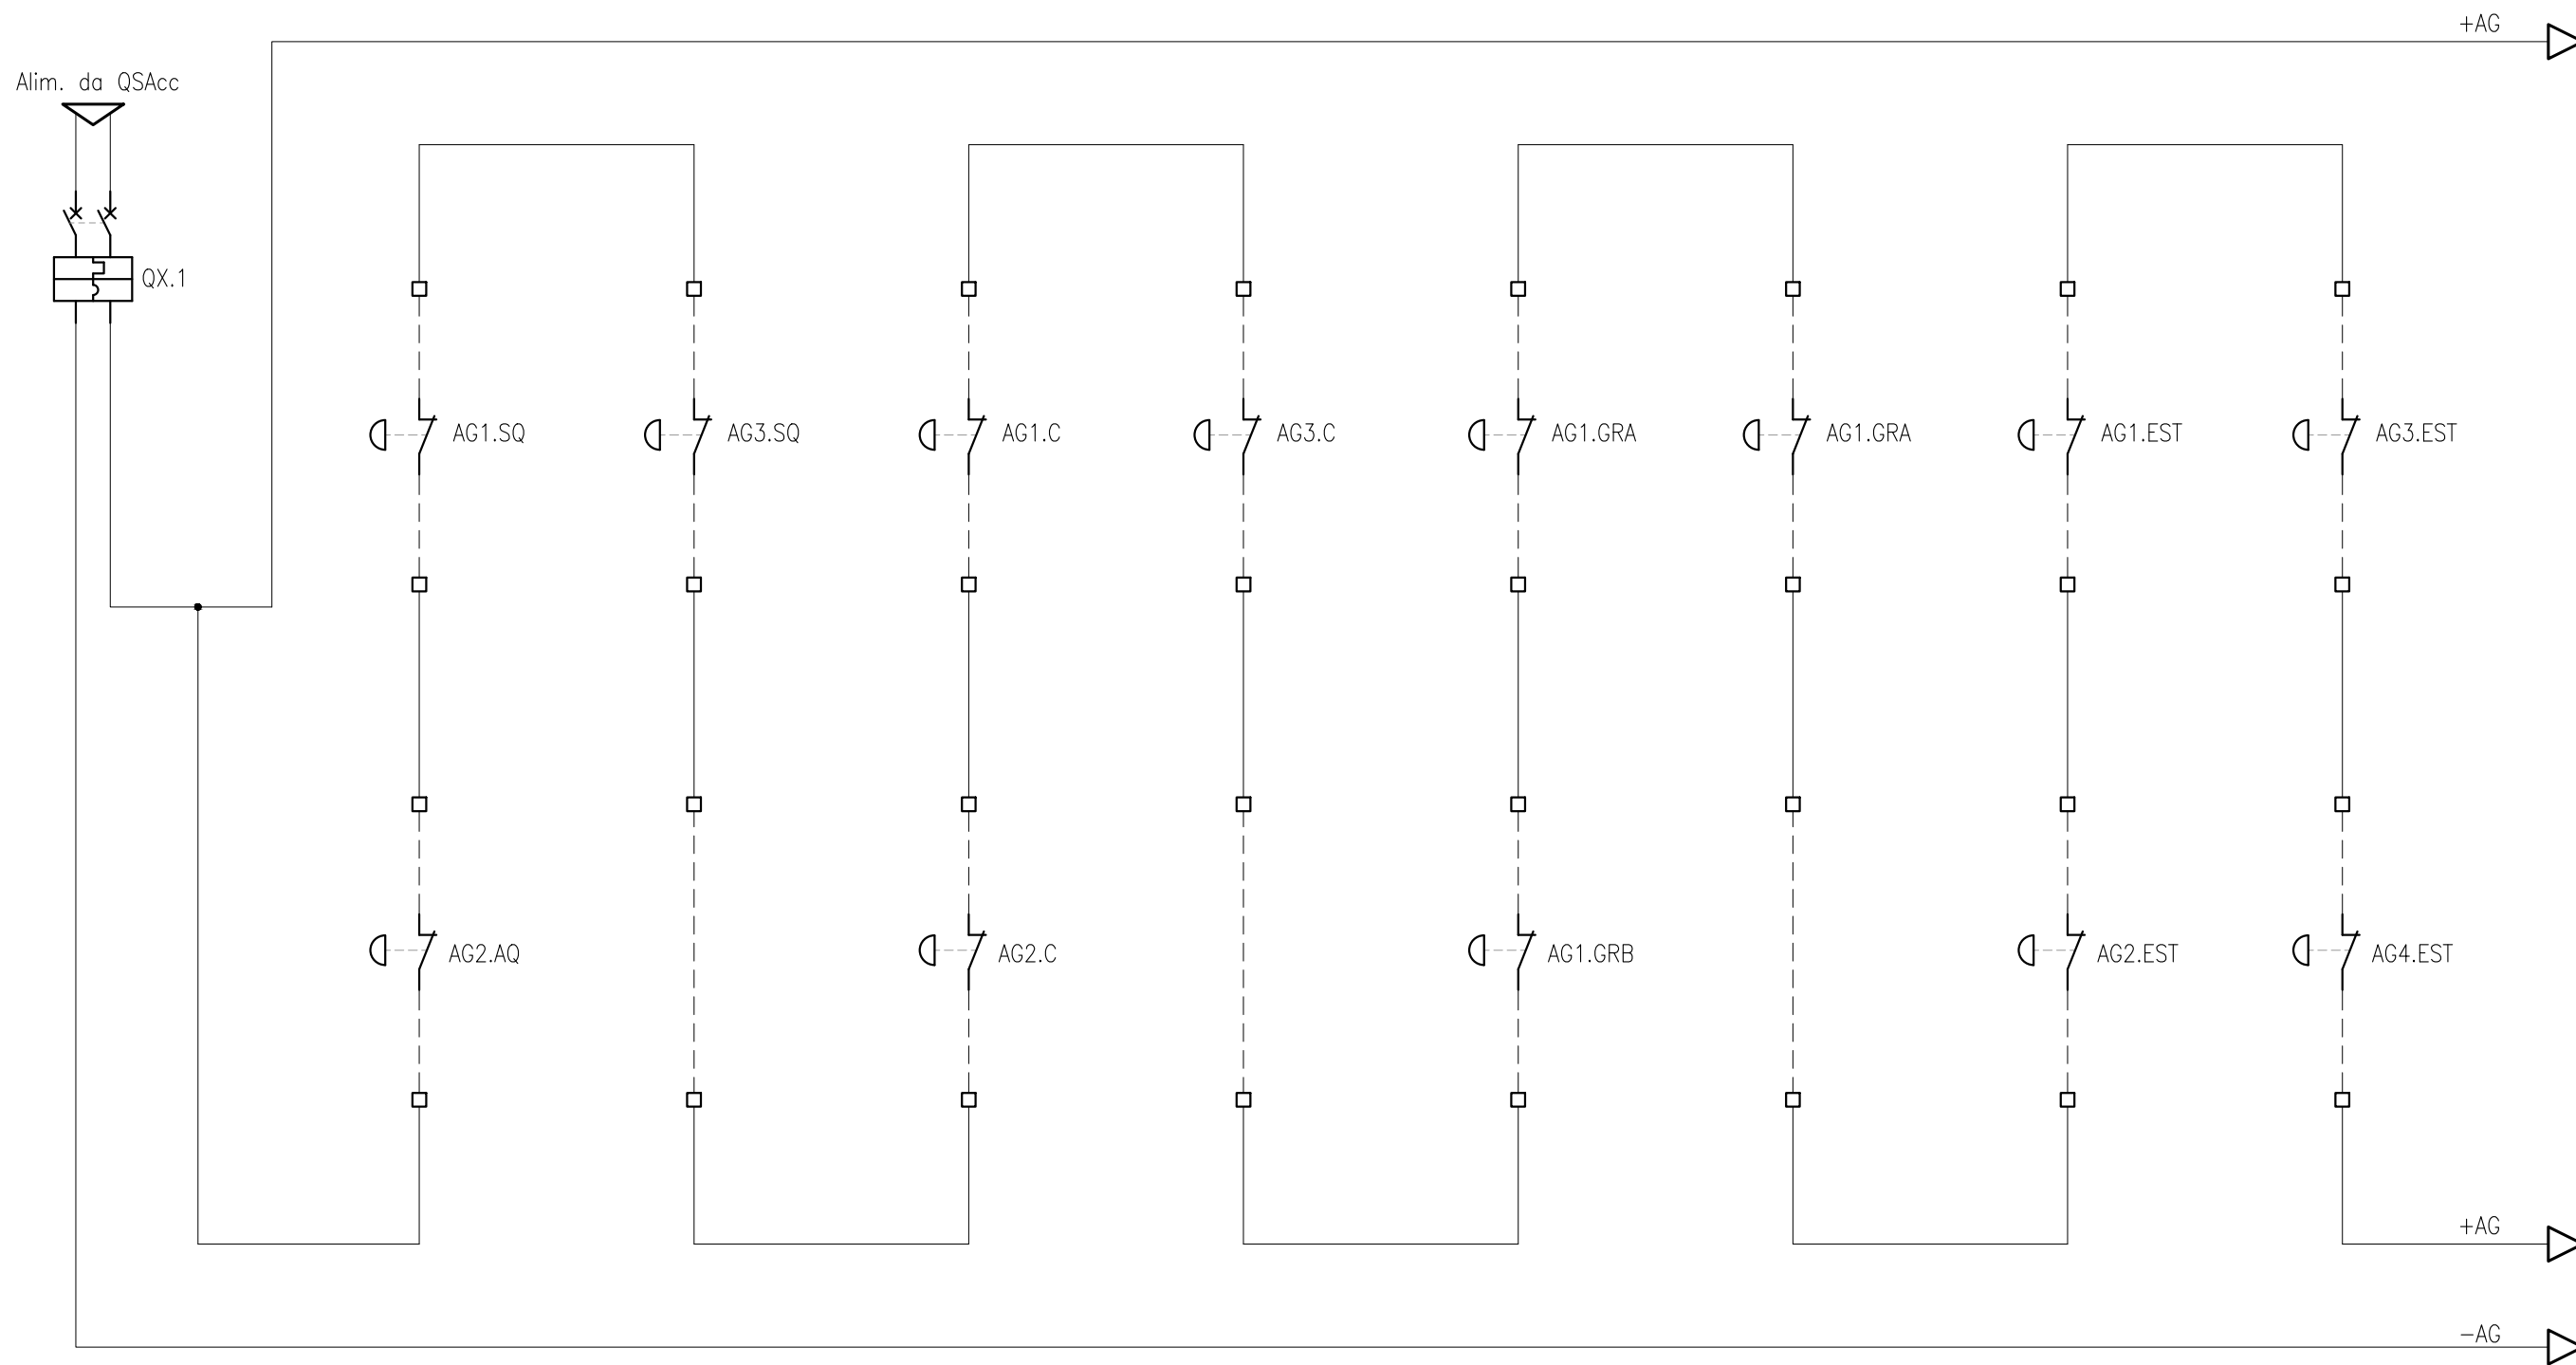 +AG
Alim. da QSAcc
QX.1
AG1.SQ
AG3.SQ
AG1.C
AG3.C
AG1.GRA
AG1.GRA
AG1.EST
AG3.EST
AG2.AQ
AG2.C
AG1.GRB
AG2.EST
AG4.EST
+AG
-AG